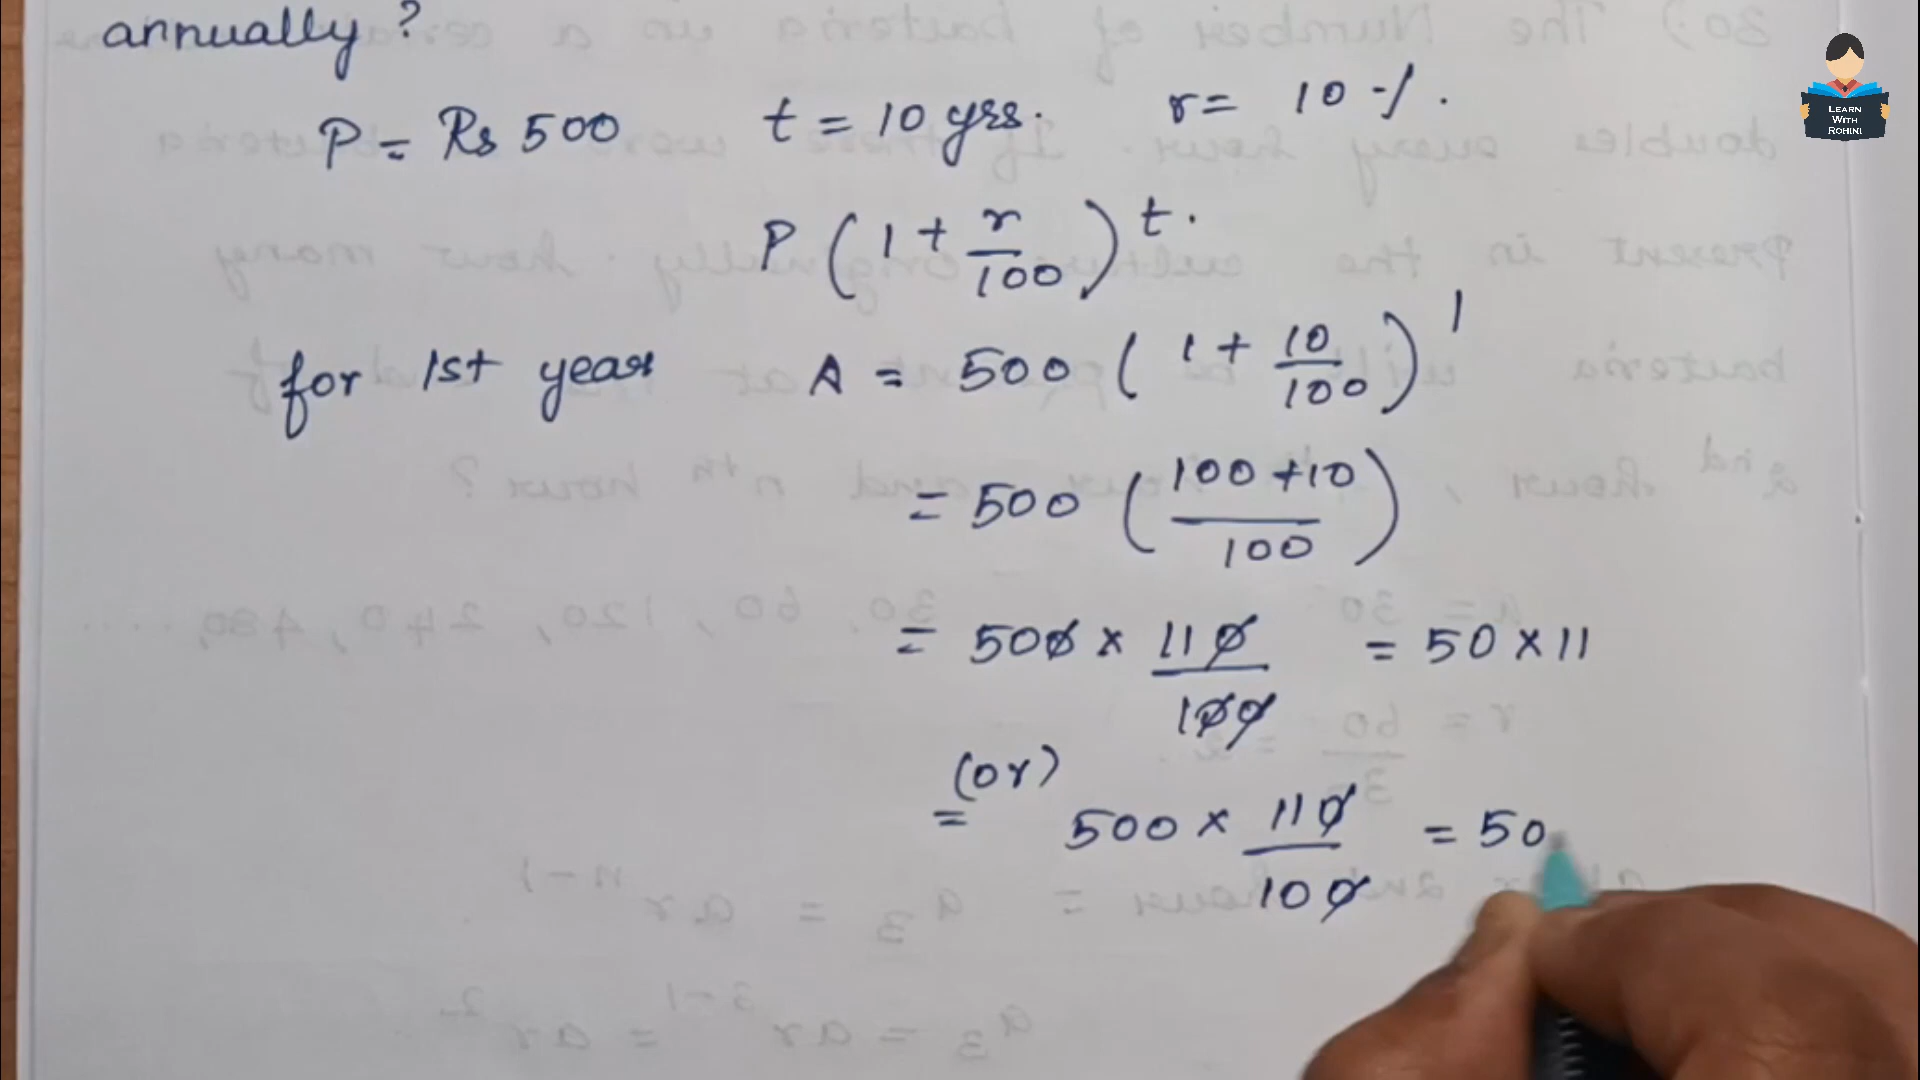 annually?
P = Rs 500 t = 10 yrs. r = 10 %.
P(1 + r/100)^t.
for 1st year A = 500 (1 + 10/100)^1
= 500 (100 + 10 / 100)
= 500 × 110/100 = 50 × 11
(or)
= 500 × 110/100 = 50
LEARN
WITH
ROHINI